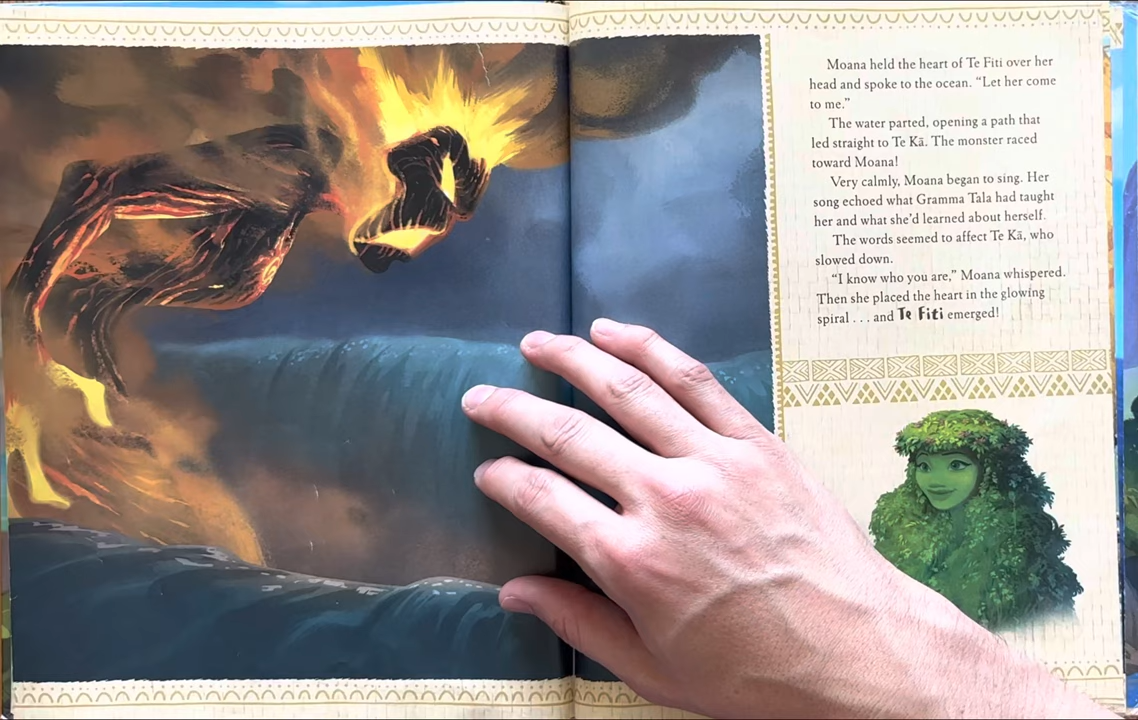 Moana held the heart of Te Fiti over her
head and spoke to the ocean. “Let her come
to me.”
The water parted, opening a path that
led straight to Te Kā. The monster raced
toward Moana!
Very calmly, Moana began to sing. Her
song echoed what Gramma Tala had taught
her and what she’d learned about herself.
The words seemed to affect Te Kā, who
slowed down.
“I know who you are,” Moana whispered.
Then she placed the heart in the glowing
spiral . . . and Te Fiti emerged!